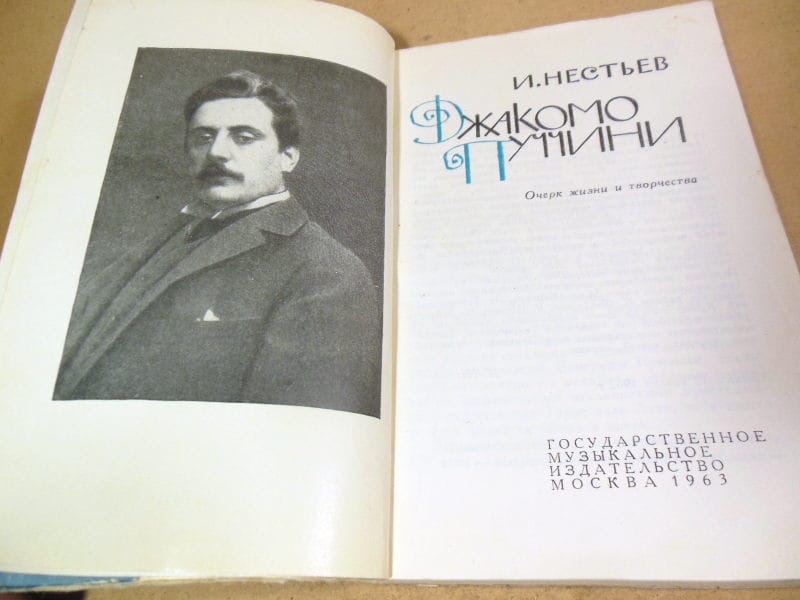 И. НЕСТЬЕВ
ДЖАКОМО
ПУЧЧИНИ
Очерк жизни и творчества
ГОСУДАРСТВЕННОЕ
МУЗЫКАЛЬНОЕ
ИЗДАТЕЛЬСТВО
МОСКВА 1963